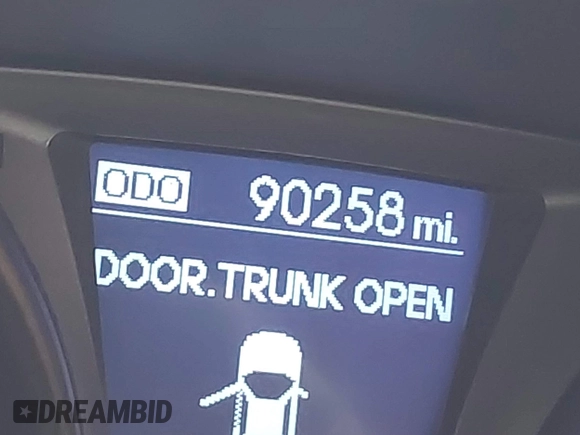 ODO 90258 mi.
DOOR.TRUNK OPEN
DREAMBID